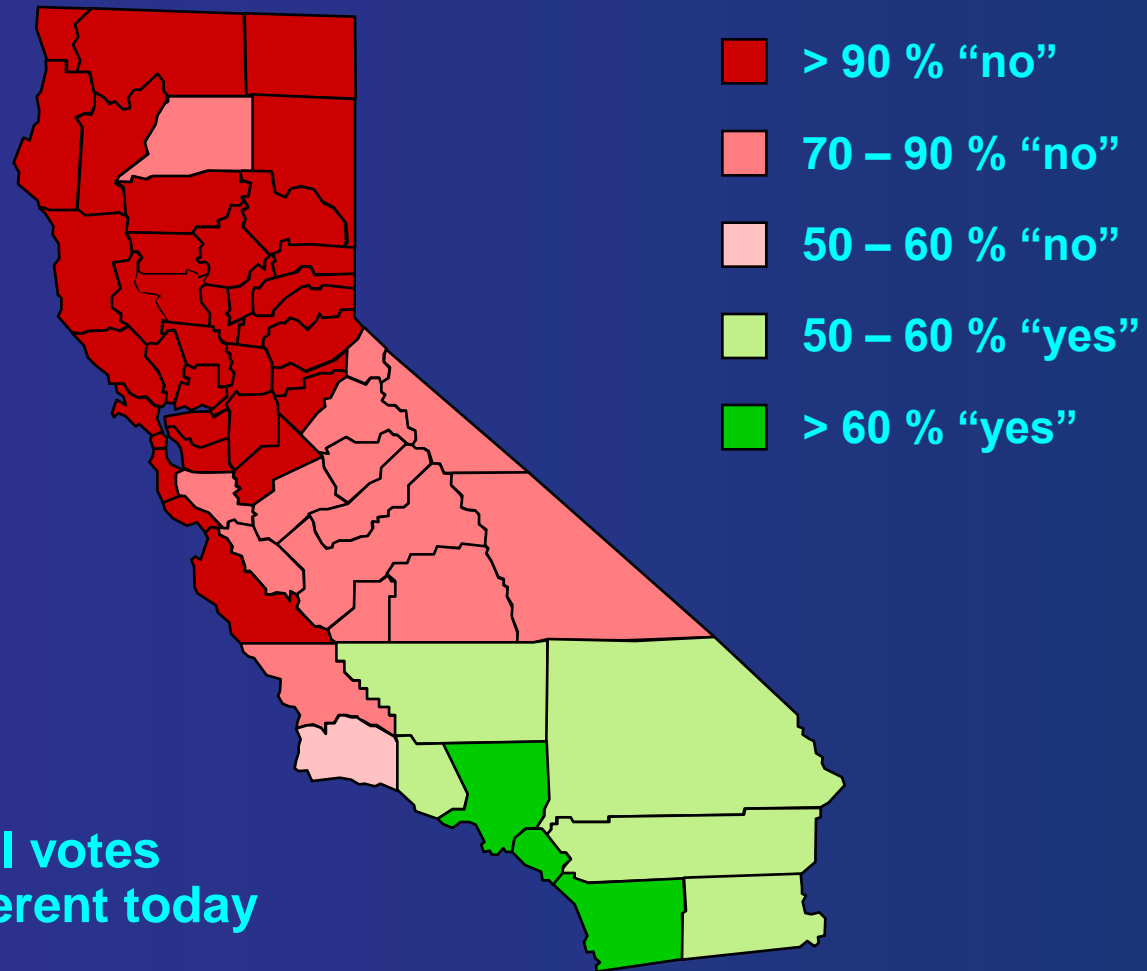 > 90 % “no”
70 – 90 % “no”
50 – 60 % “no”
50 – 60 % “yes”
> 60 % “yes”
votes
today